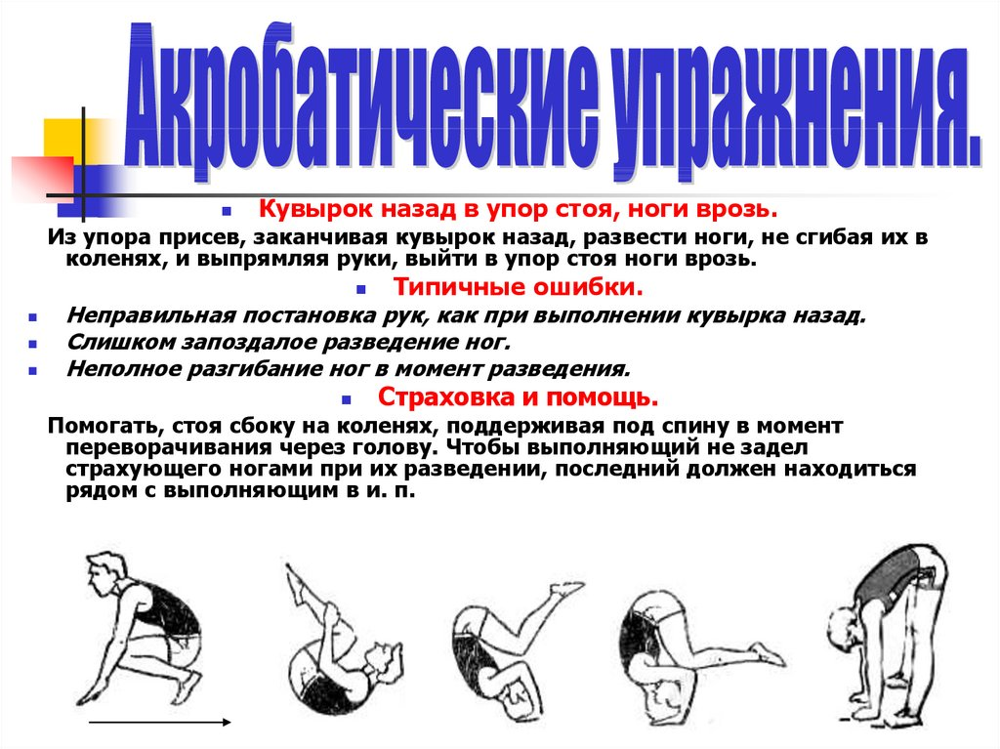 Акробатические упражнения.
Кувырок назад в упор стоя, ноги врозь.
Из упора присев, заканчивая кувырок назад, развести ноги, не сгибая их в
коленях, и выпрямляя руки, выйти в упор стоя ноги врозь.
Типичные ошибки.
Неправильная постановка рук, как при выполнении кувырка назад.
Слишком запоздалое разведение ног.
Неполное разгибание ног в момент разведения.
Страховка и помощь.
Помогать, стоя сбоку на коленях, поддерживая под спину в момент
переворачивания через голову. Чтобы выполняющий не задел
страхующего ногами при их разведении, последний должен находиться
рядом с выполняющим в и. п.